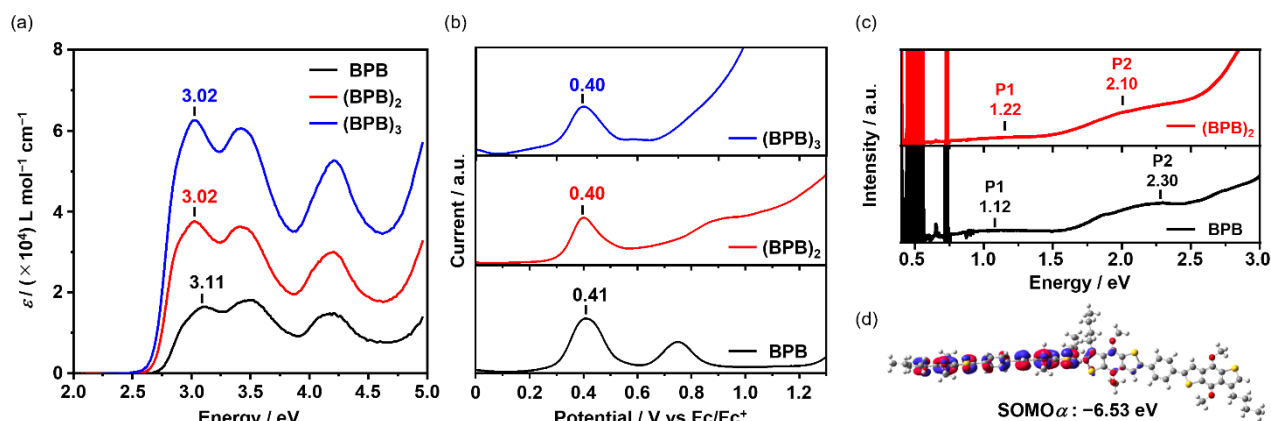 (a)
BPB
(BPB)2
(BPB)3
3.02
3.02
3.11
ε / (× 10⁴) L mol⁻¹ cm⁻¹
8
6
4
2
0
2.0 2.5 3.0 3.5 4.0 4.5 5.0
Energy / eV
(b)
0.40
(BPB)3
0.40
(BPB)2
0.41
BPB
Current / a.u.
0 0.2 0.4 0.6 0.8 1.0 1.2
Potential / V vs Fc/Fc⁺
(c)
P1
1.22
P2
2.10
(BPB)2
P1
1.12
P2
2.30
BPB
Intensity / a.u.
0.5 1.0 1.5 2.0 2.5 3.0
Energy / eV
(d)
SOMOα : −6.53 eV